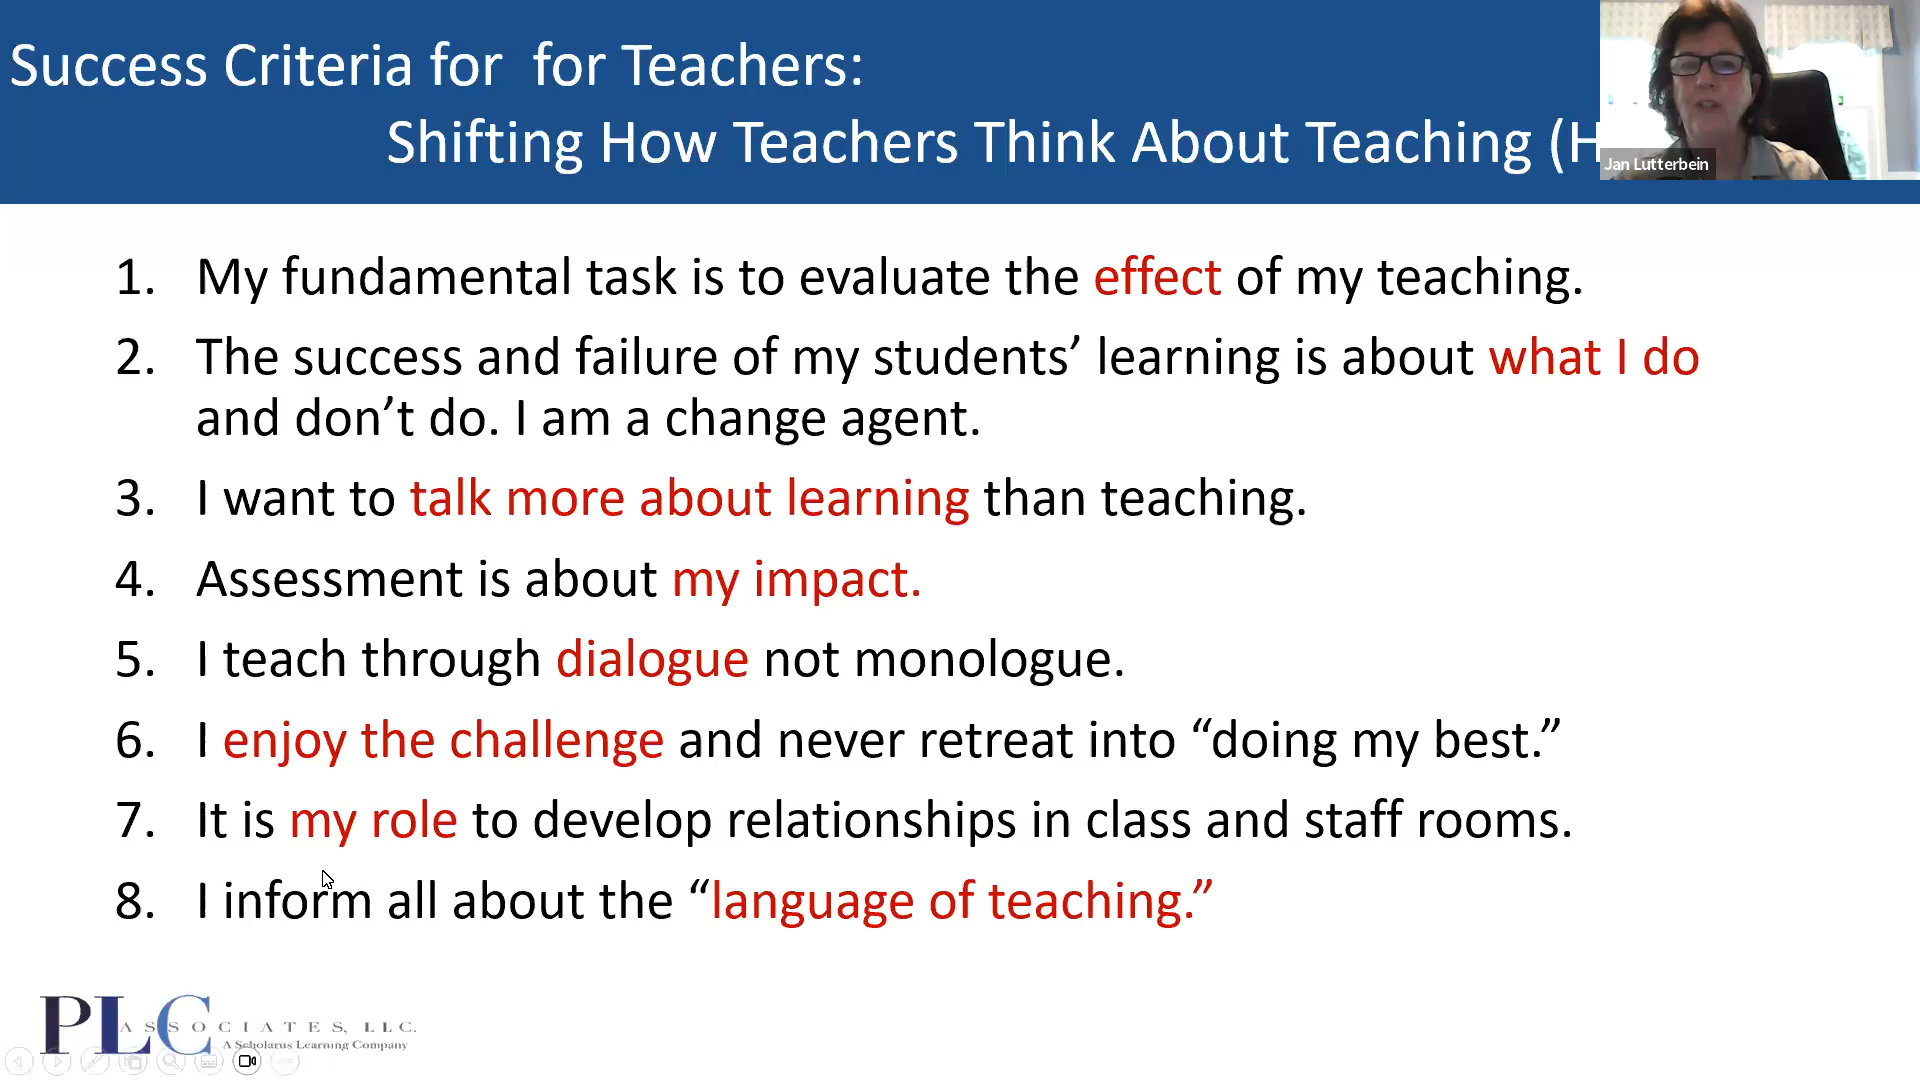 Success Criteria for for Teachers:
Shifting How Teachers Think About Teaching (H
Jan Lutterbein
1. My fundamental task is to evaluate the effect of my teaching.
2. The success and failure of my students’ learning is about what I do
and don’t do. I am a change agent.
3. I want to talk more about learning than teaching.
4. Assessment is about my impact.
5. I teach through dialogue not monologue.
6. I enjoy the challenge and never retreat into “doing my best.”
7. It is my role to develop relationships in class and staff rooms.
8. I inform all about the “language of teaching.”
PLC
ASSOCIATES, LLC.
A Scholarus Learning Company